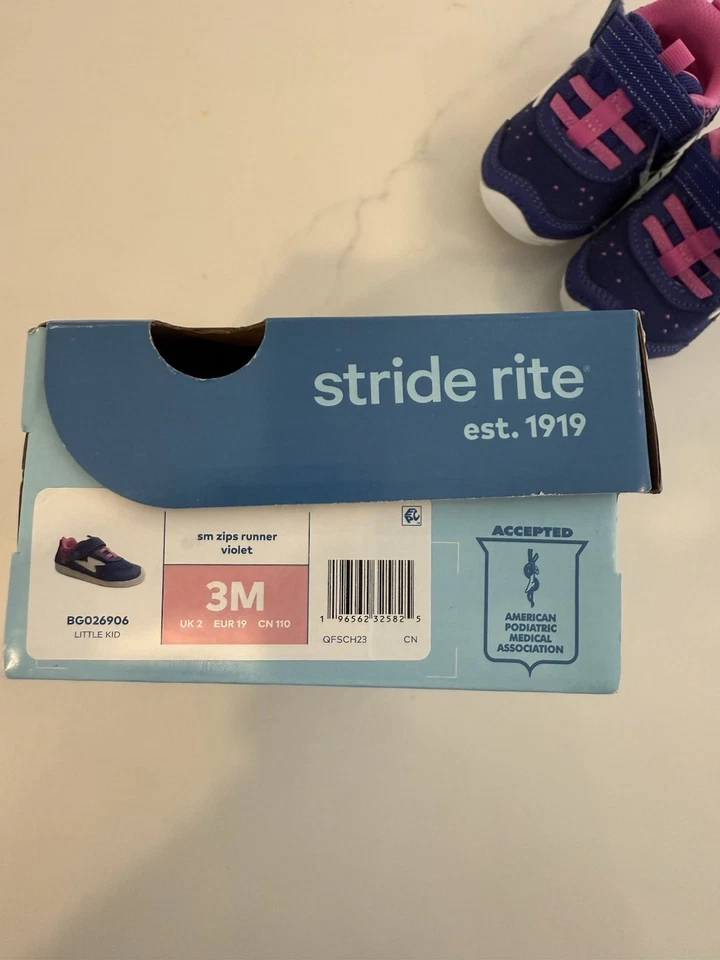 stride rite®
est. 1919
sm zips runner
violet
BG026906
LITTLE KID
3M
UK 2 EUR 19 CN 110
1 96562 32582 5
QFSCH23 CN
ACCEPTED
AMERICAN
PODIATRIC
MEDICAL
ASSOCIATION